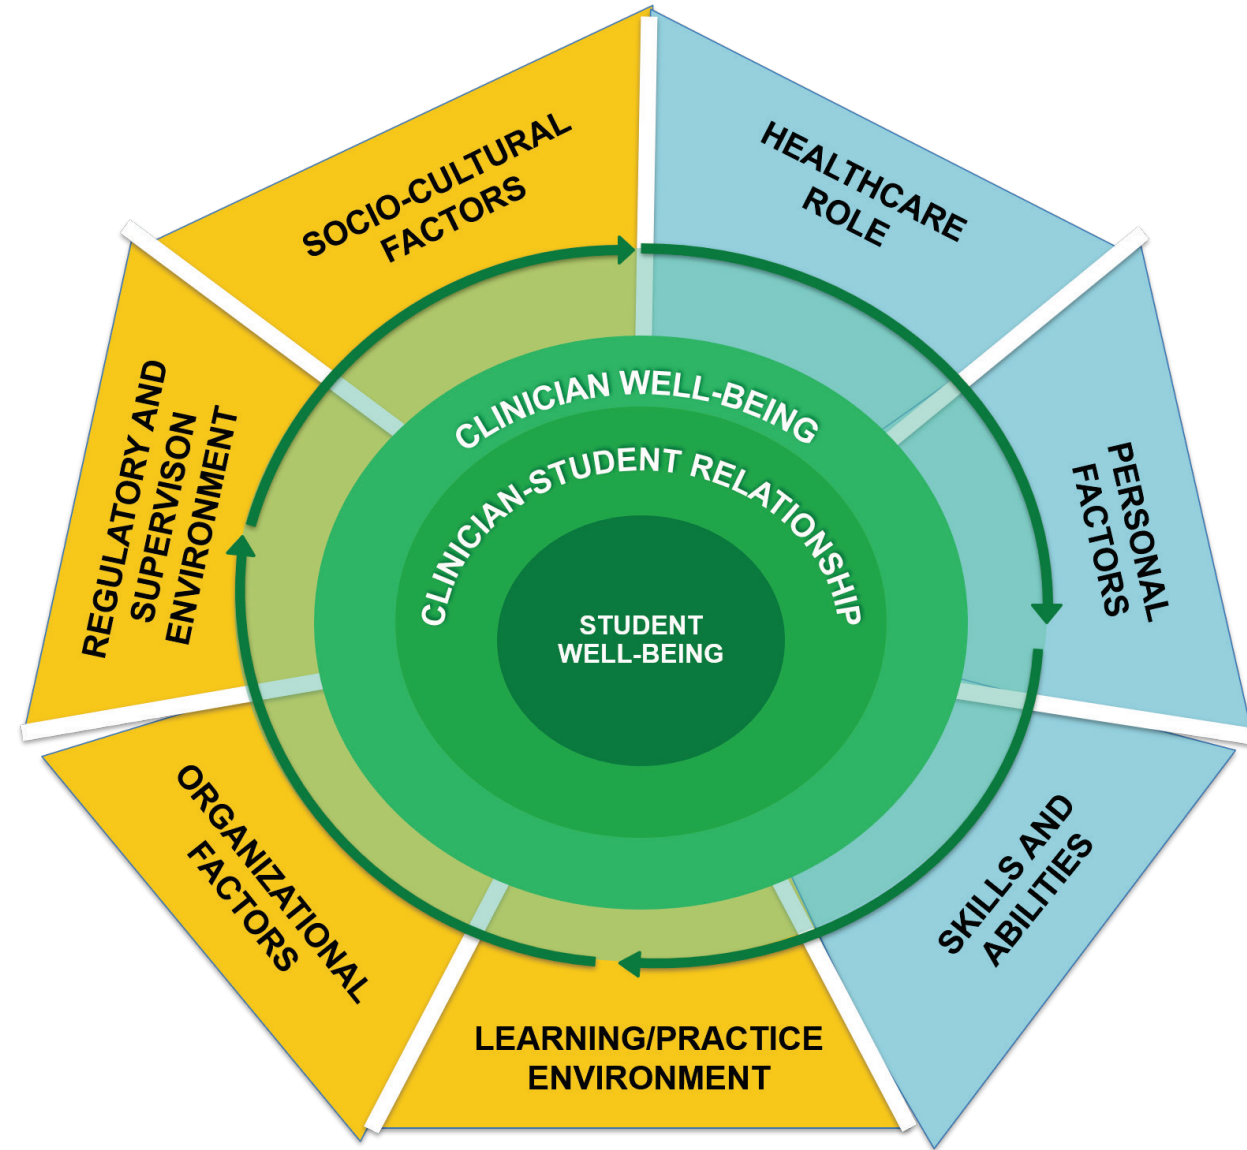 SOCIO-CULTURAL
FACTORS
HEALTHCARE
ROLE
PERSONAL
FACTORS
SKILLS AND
ABILITIES
LEARNING/PRACTICE
ENVIRONMENT
ORGANIZATIONAL
FACTORS
REGULATORY AND
SUPERVISON
ENVIRONMENT
CLINICIAN WELL-BEING
CLINICIAN-STUDENT RELATIONSHIP
STUDENT
WELL-BEING